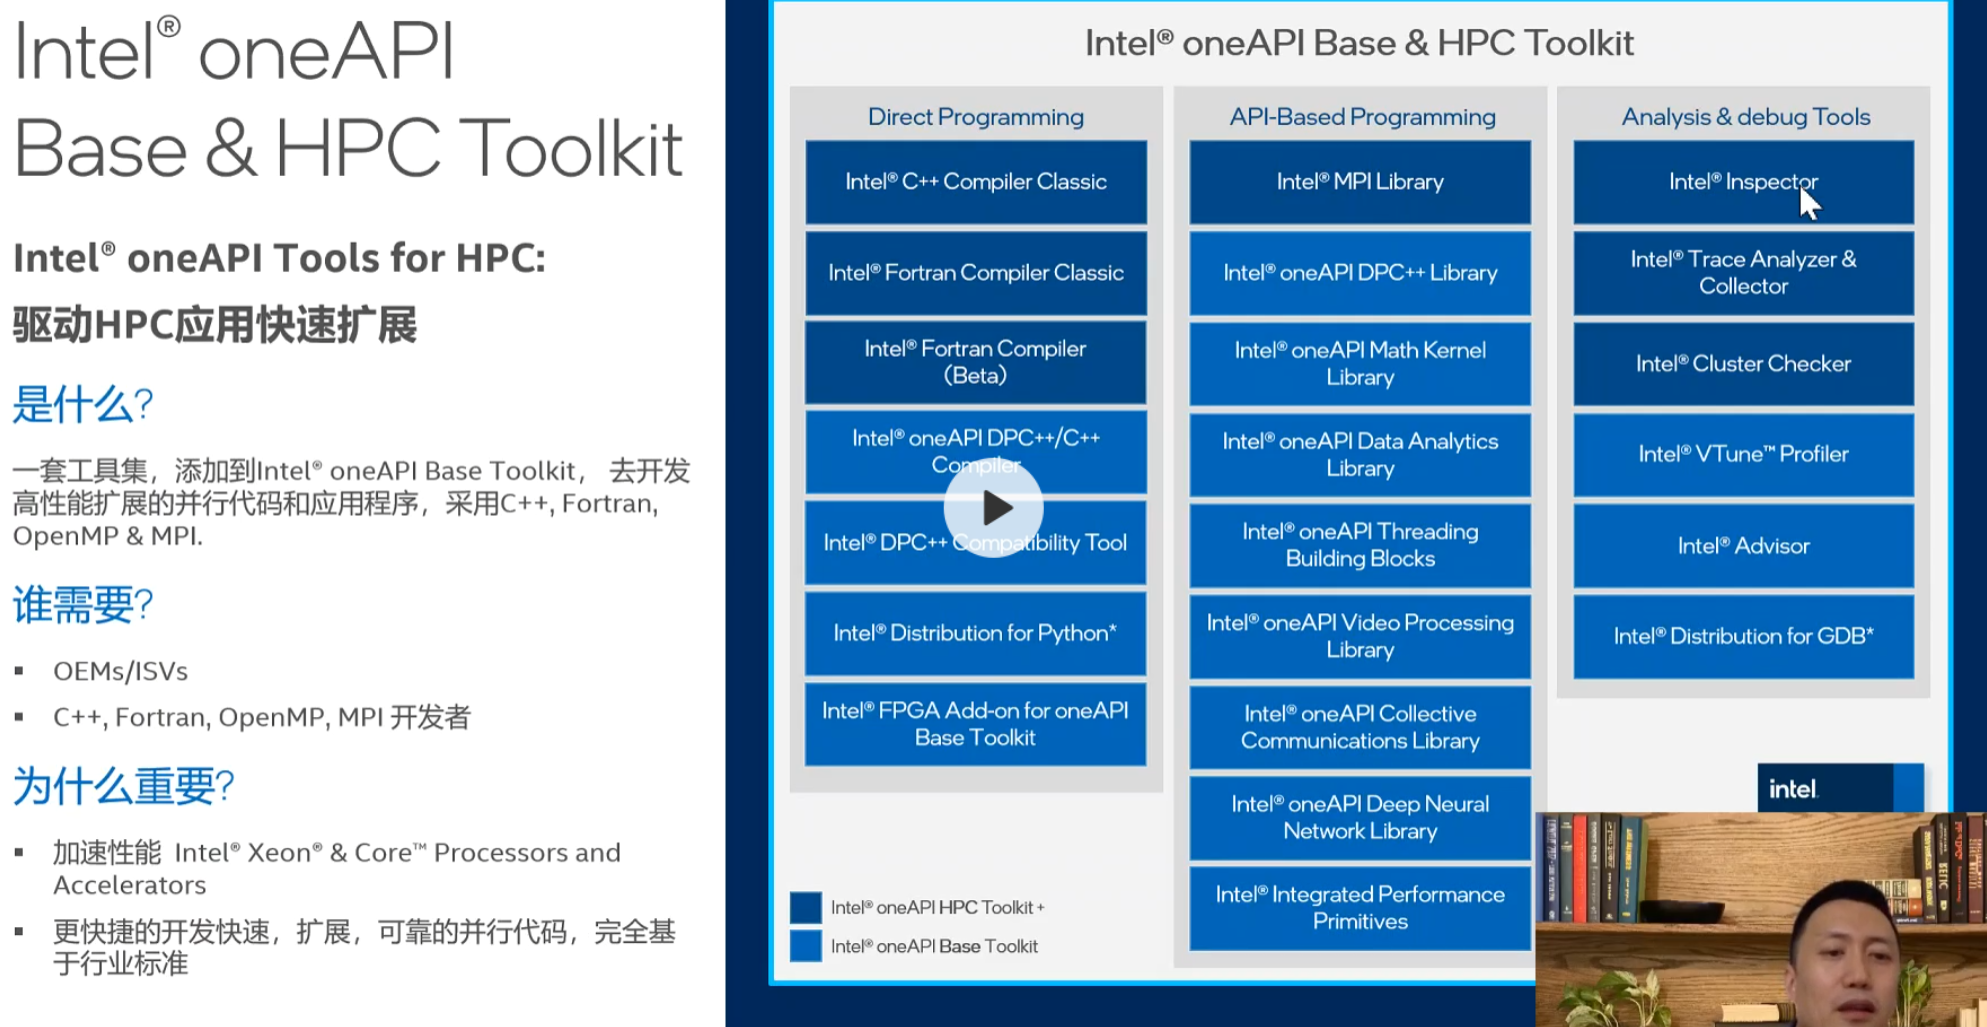 Intel® oneAPI
Base & HPC Toolkit
Intel® oneAPI Tools for HPC:
驱动HPC应用快速扩展
是什么?
一套工具集，添加到Intel® oneAPI Base Toolkit， 去开发
高性能扩展的并行代码和应用程序，采用C++, Fortran,
OpenMP & MPI.
谁需要?
▪ OEMs/ISVs
▪ C++, Fortran, OpenMP, MPI 开发者
为什么重要?
▪ 加速性能 Intel® Xeon® & Core™ Processors and
Accelerators
▪ 更快捷的开发快速，扩展，可靠的并行代码，完全基
于行业标准
Intel® oneAPI Base & HPC Toolkit
Direct Programming
Intel® C++ Compiler Classic
Intel® Fortran Compiler Classic
Intel® Fortran Compiler
(Beta)
Intel® oneAPI DPC++/C++
Compiler
Intel® DPC++ Compatibility Tool
Intel® Distribution for Python*
Intel® FPGA Add-on for oneAPI
Base Toolkit
API-Based Programming
Intel® MPI Library
Intel® oneAPI DPC++ Library
Intel® oneAPI Math Kernel
Library
Intel® oneAPI Data Analytics
Library
Intel® oneAPI Threading
Building Blocks
Intel® oneAPI Video Processing
Library
Intel® oneAPI Collective
Communications Library
Intel® oneAPI Deep Neural
Network Library
Intel® Integrated Performance
Primitives
Analysis & debug Tools
Intel® Inspector
Intel® Trace Analyzer &
Collector
Intel® Cluster Checker
Intel® VTune™ Profiler
Intel® Advisor
Intel® Distribution for GDB*
Intel® oneAPI HPC Toolkit +
Intel® oneAPI Base Toolkit
intel.